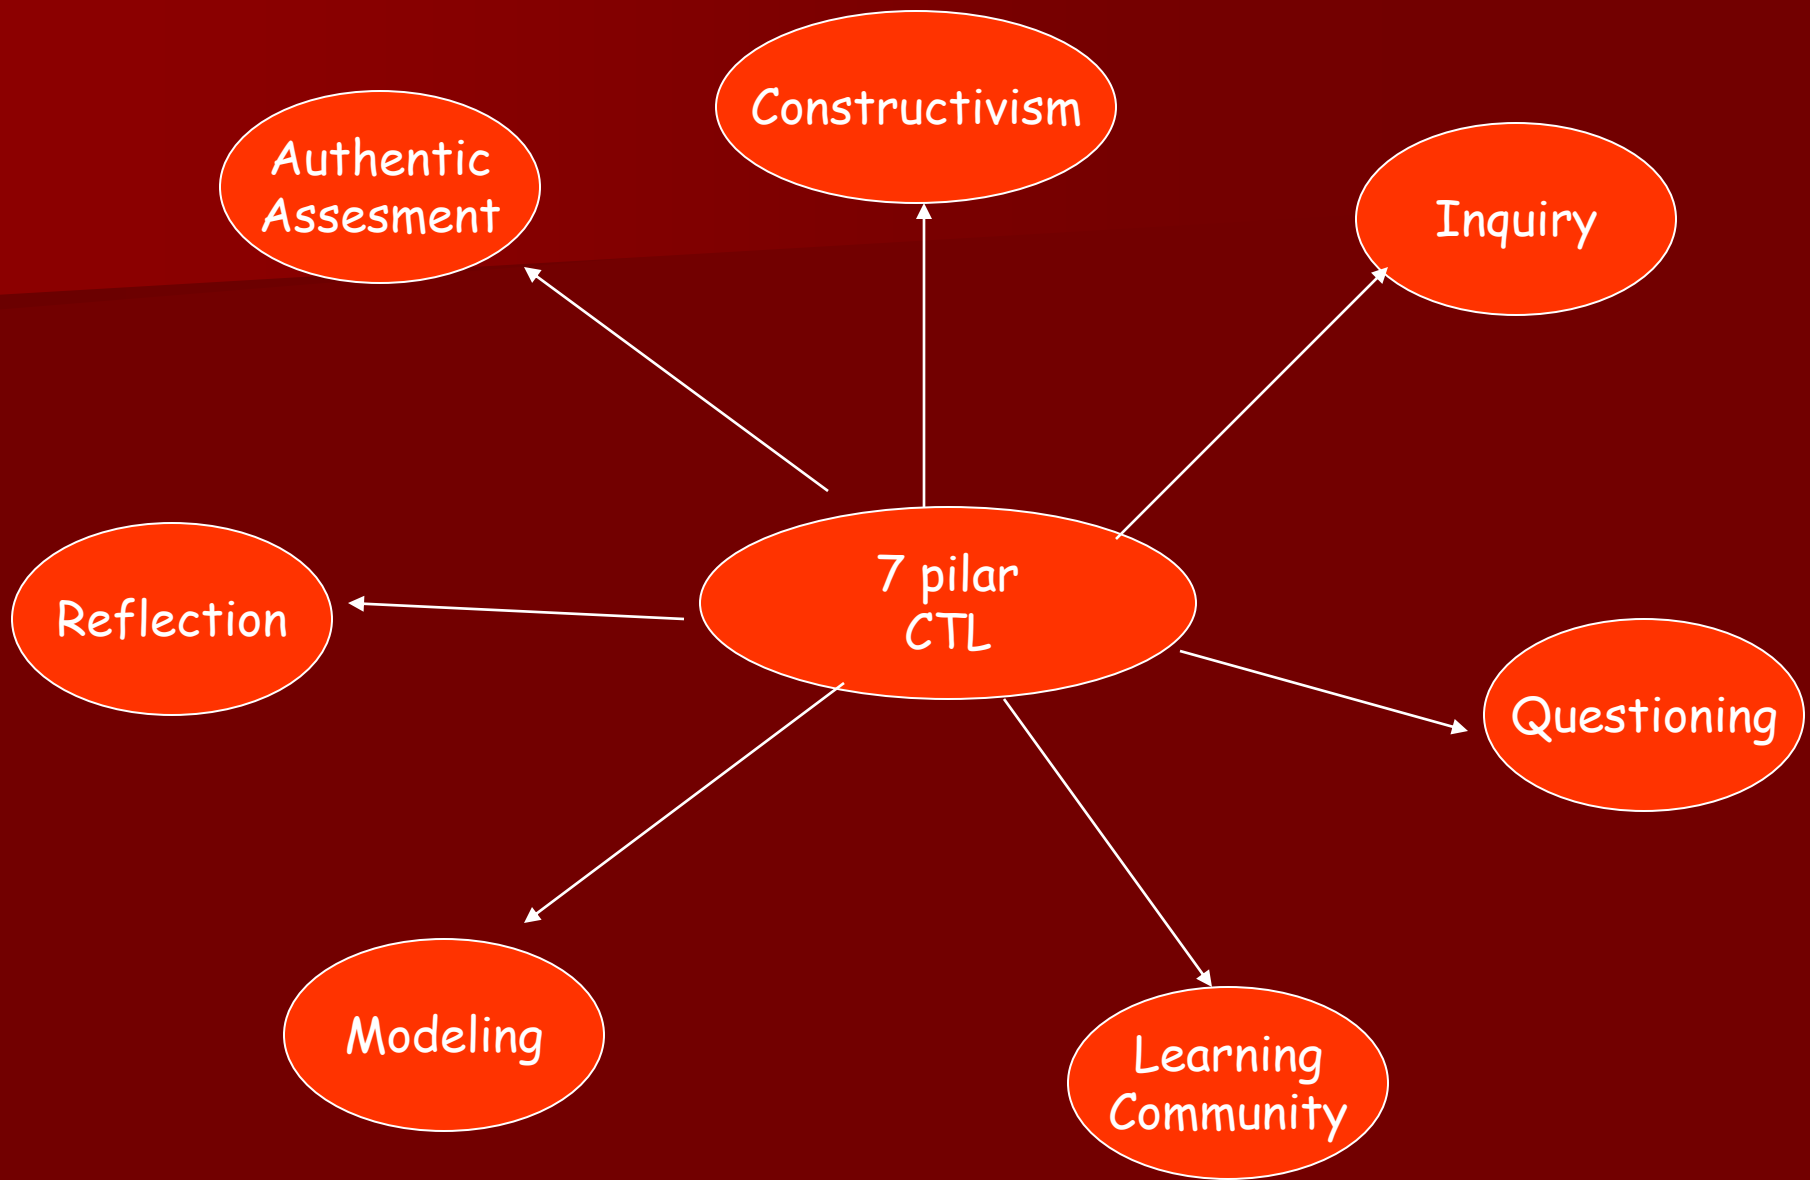 Constructivism
Authentic
Assesment
Inquiry
7 pilar
CTL
Reflection
Questioning
Modeling
Learning
Community